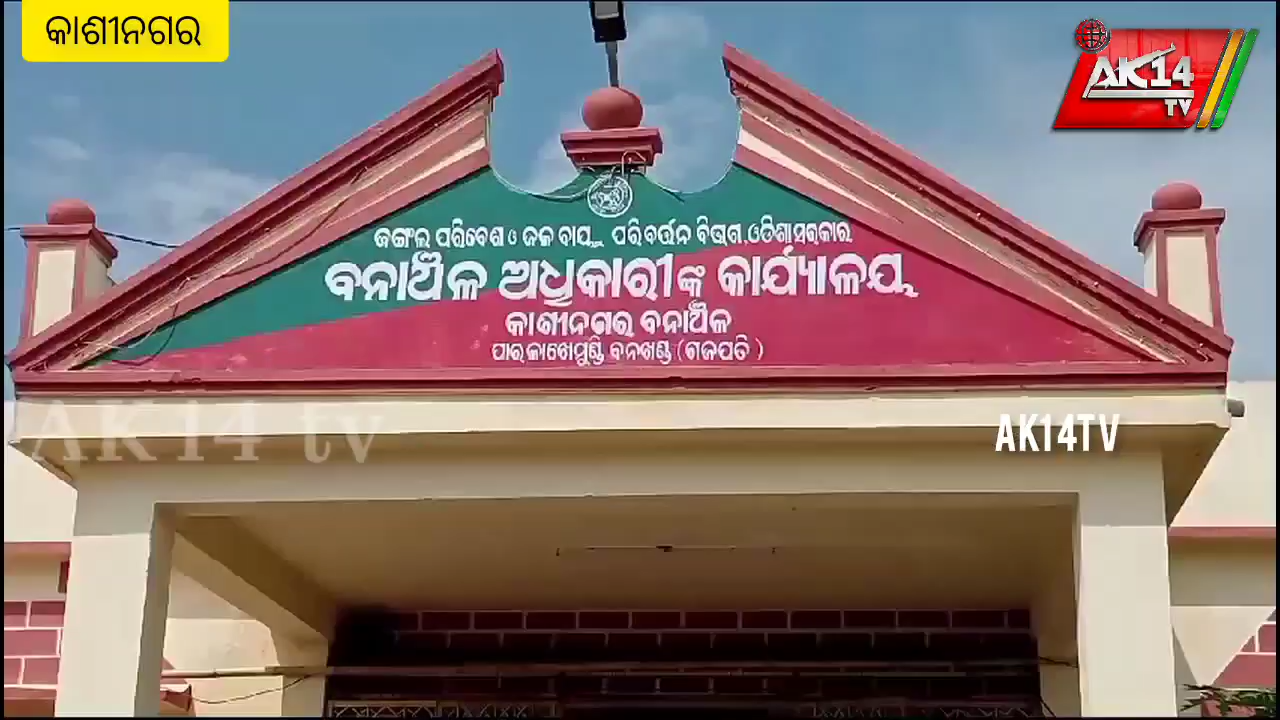 କାଶୀନଗର
AK14
TV
ଜଙ୍ଗଲ ପରିବେଶ ଓ ଜଳ ବାୟୁ ପରିବର୍ତ୍ତନ ବିଭାଗ, ଓଡିଶା ସରକାର
ବନାଞ୍ଚଳ ଅଧିକାରୀଙ୍କ କାର୍ଯ୍ୟାଳୟ
କାଶୀନଗର ବନାଞ୍ଚଳ
ପାରଳାଖେମୁଣ୍ଡି ବନଖଣ୍ଡ (ଗଜପତି)
AK14 tv
AK14TV